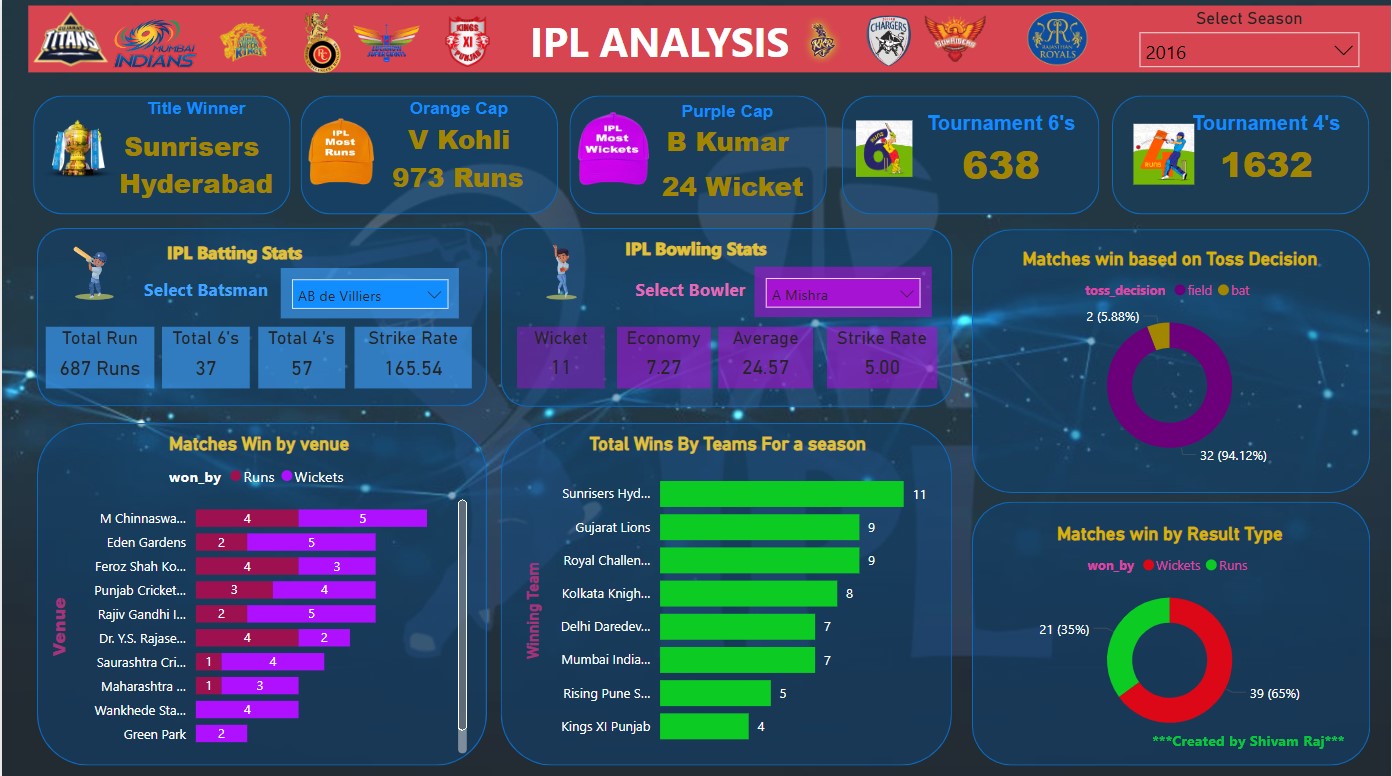 TITANS
MUMBAI
INDIANS
KINGS
XI
PUNJAB
IPL ANALYSIS
KKR
CHARGERS
RAJASTHAN
ROYALS
Select Season
2016
Title Winner
Sunrisers
Hyderabad
IPL
Most
Runs
Orange Cap
V Kohli
973 Runs
IPL
Most
Wickets
Purple Cap
B Kumar
24 Wicket
Tournament 6's
638
RUNS
Tournament 4's
1632
IPL Batting Stats
Select Batsman
AB de Villiers
Total Run
687 Runs
Total 6's
37
Total 4's
57
Strike Rate
165.54
IPL Bowling Stats
Select Bowler
A Mishra
Wicket
11
Economy
7.27
Average
24.57
Strike Rate
5.00
Matches win based on Toss Decision
toss_decision field bat
2 (5.88%)
32 (94.12%)
Matches Win by venue
won_by Runs Wickets
Venue
M Chinnaswa... 4 5
Eden Gardens 2 5
Feroz Shah Ko... 4 3
Punjab Cricket... 3 4
Rajiv Gandhi I... 2 5
Dr. Y.S. Rajase... 4 2
Saurashtra Cri... 1 4
Maharashtra ... 1 3
Wankhede Sta... 4
Green Park 2
Total Wins By Teams For a season
Winning Team
Sunrisers Hyd... 11
Gujarat Lions 9
Royal Challen... 9
Kolkata Knigh... 8
Delhi Daredev... 7
Mumbai India... 7
Rising Pune S... 5
Kings XI Punjab 4
Matches win by Result Type
won_by Wickets Runs
21 (35%)
39 (65%)
***Created by Shivam Raj***
IPL